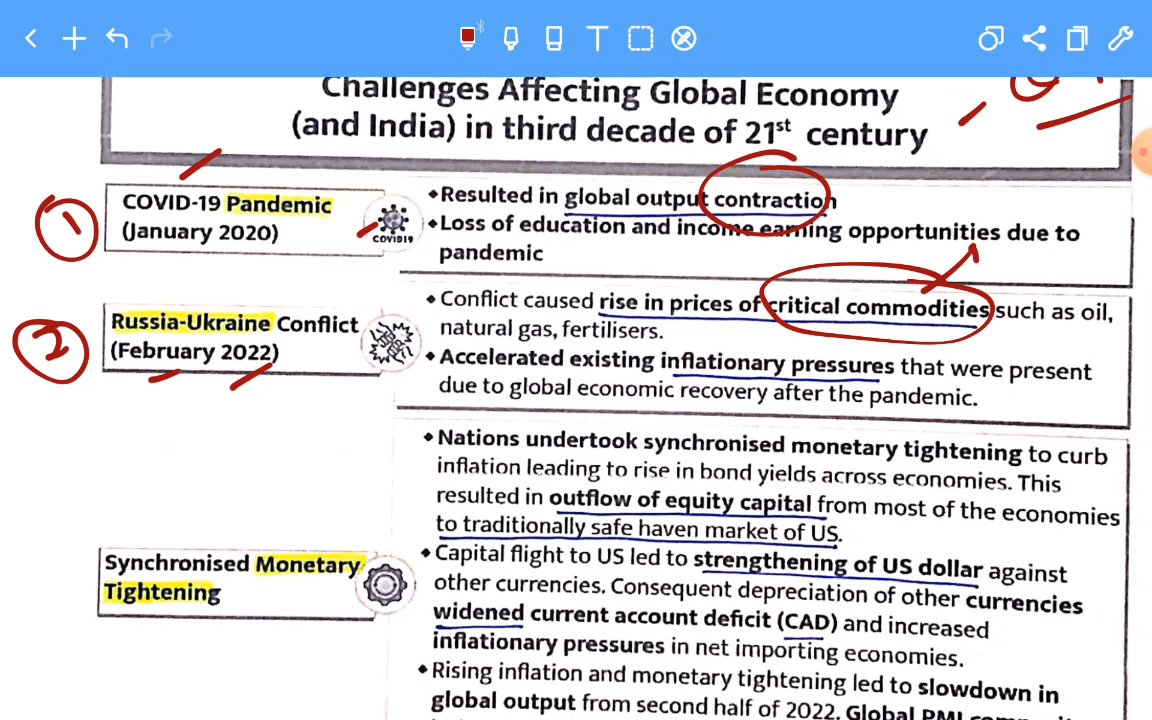 Challenges Affecting Global Economy
(and India) in third decade of 21st century
COVID-19 Pandemic
(January 2020)
COVID19
◆Resulted in global output contraction
◆Loss of education and income earning opportunities due to
pandemic
1
Russia-Ukraine Conflict
(February 2022)
◆Conflict caused rise in prices of critical commodities such as oil,
natural gas, fertilisers.
◆Accelerated existing inflationary pressures that were present
due to global economic recovery after the pandemic.
2
Synchronised Monetary
Tightening
◆Nations undertook synchronised monetary tightening to curb
inflation leading to rise in bond yields across economies. This
resulted in outflow of equity capital from most of the economies
to traditionally safe haven market of US.
◆Capital flight to US led to strengthening of US dollar against
other currencies. Consequent depreciation of other currencies
widened current account deficit (CAD) and increased
inflationary pressures in net importing economies.
◆Rising inflation and monetary tightening led to slowdown in
global output from second half of 2022. Global PMI